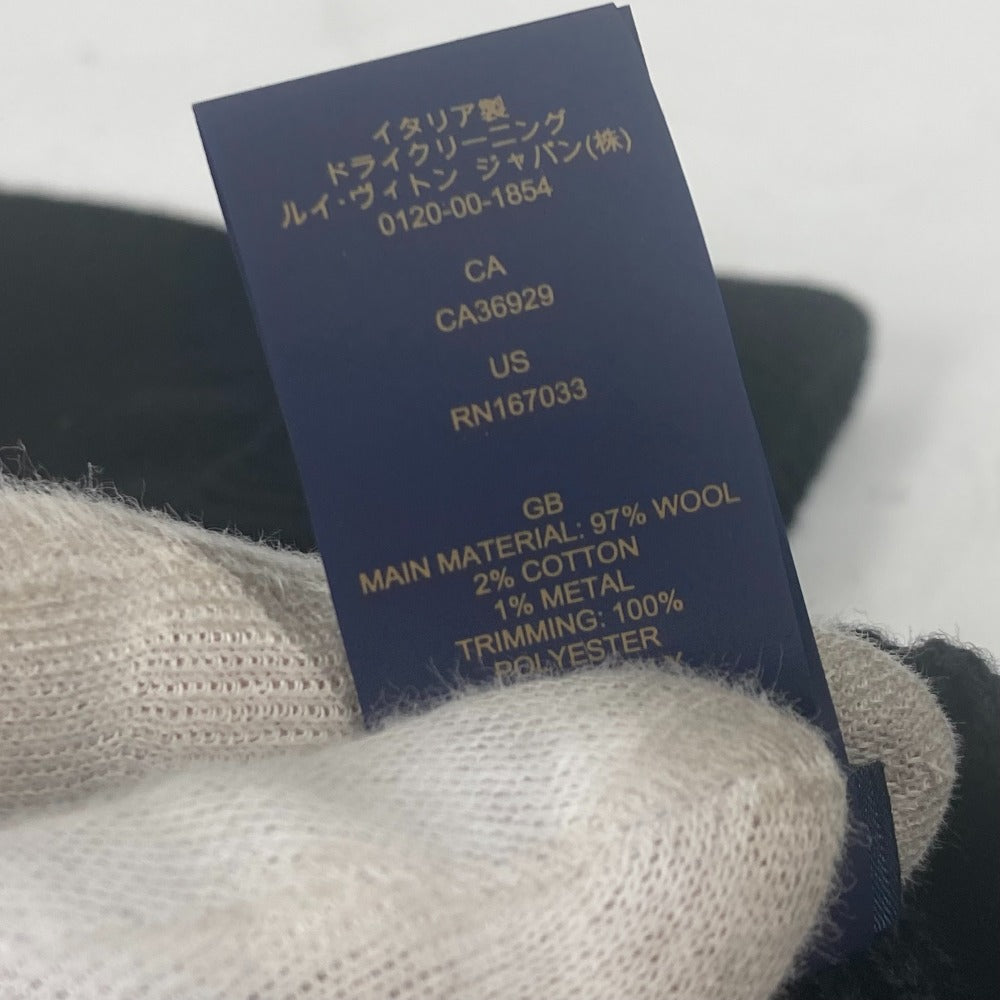 イタリア製
ドライクリーニング
ルイ・ヴィトン ジャパン(株)
0120-00-1854
CA
CA36929
US
RN167033
GB
MAIN MATERIAL: 97% WOOL
2% COTTON
1% METAL
TRIMMING: 100%
POLYESTER